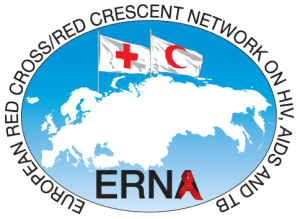 EUROPEAN RED CROSS/RED CRESCENT NETWORK ON HIV, AIDS AND TB
ERNA